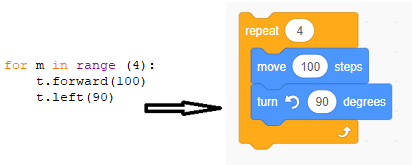 for m in range (4):
t.forward(100)
t.left(90)
repeat 4
move 100 steps
turn 90 degrees